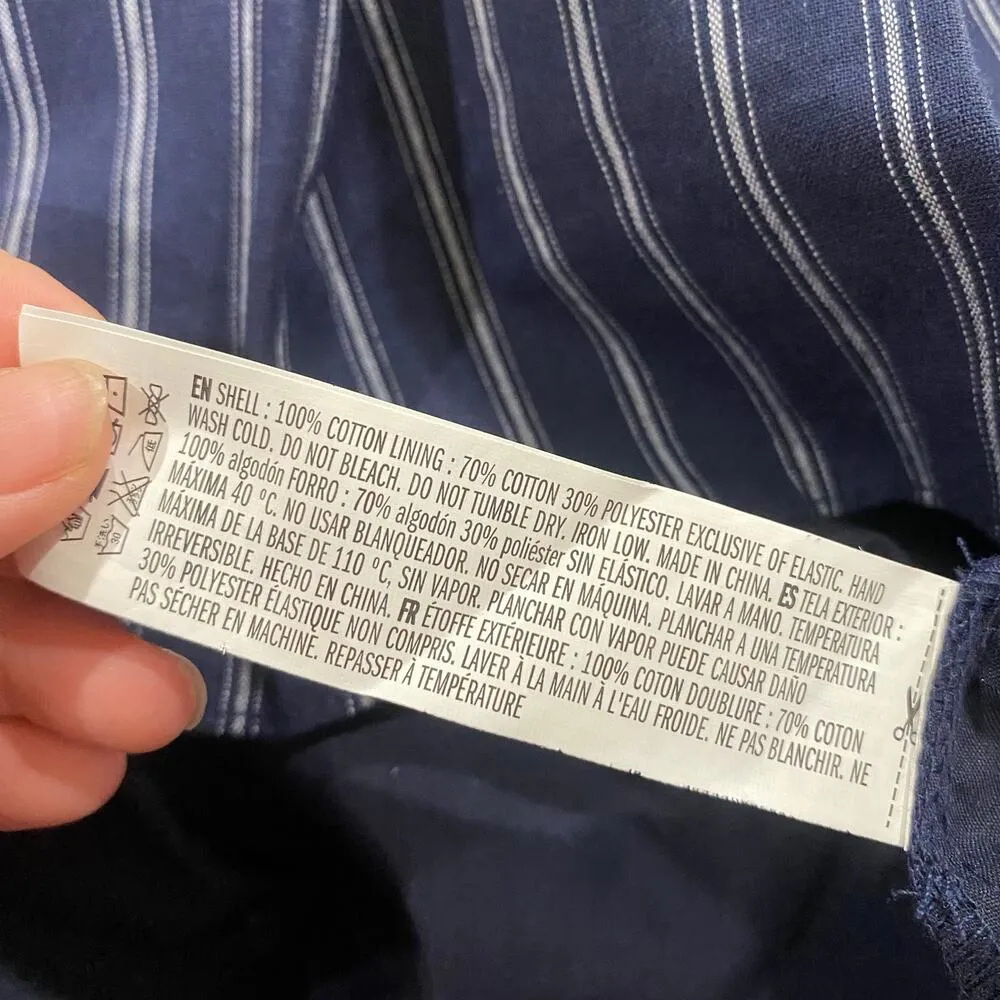 EN SHELL : 100% COTTON LINING : 70% COTTON 30% POLYESTER EXCLUSIVE OF ELASTIC. HAND
WASH COLD. DO NOT BLEACH. DO NOT TUMBLE DRY. IRON LOW. MADE IN CHINA. ES TELA EXTERIOR :
100% algodón FORRO : 70% algodón 30% poliéster SIN ELÁSTICO. LAVAR A MANO. TEMPERATURA
MÁXIMA 40 ºC. NO USAR BLANQUEADOR. NO SECAR EN MÁQUINA. PLANCHAR A UNA TEMPERATURA
MÁXIMA DE LA BASE DE 110 ºC, SIN VAPOR. PLANCHAR CON VAPOR PUEDE CAUSAR DAÑO
IRREVERSIBLE. HECHO EN CHINA. FR ÉTOFFE EXTÉRIEURE : 100% COTON DOUBLURE : 70% COTON
30% POLYESTER ÉLASTIQUE NON COMPRIS. LAVER À LA MAIN À L'EAU FROIDE. NE PAS BLANCHIR. NE
PAS SÉCHER EN MACHINE. REPASSER À TEMPÉRATURE